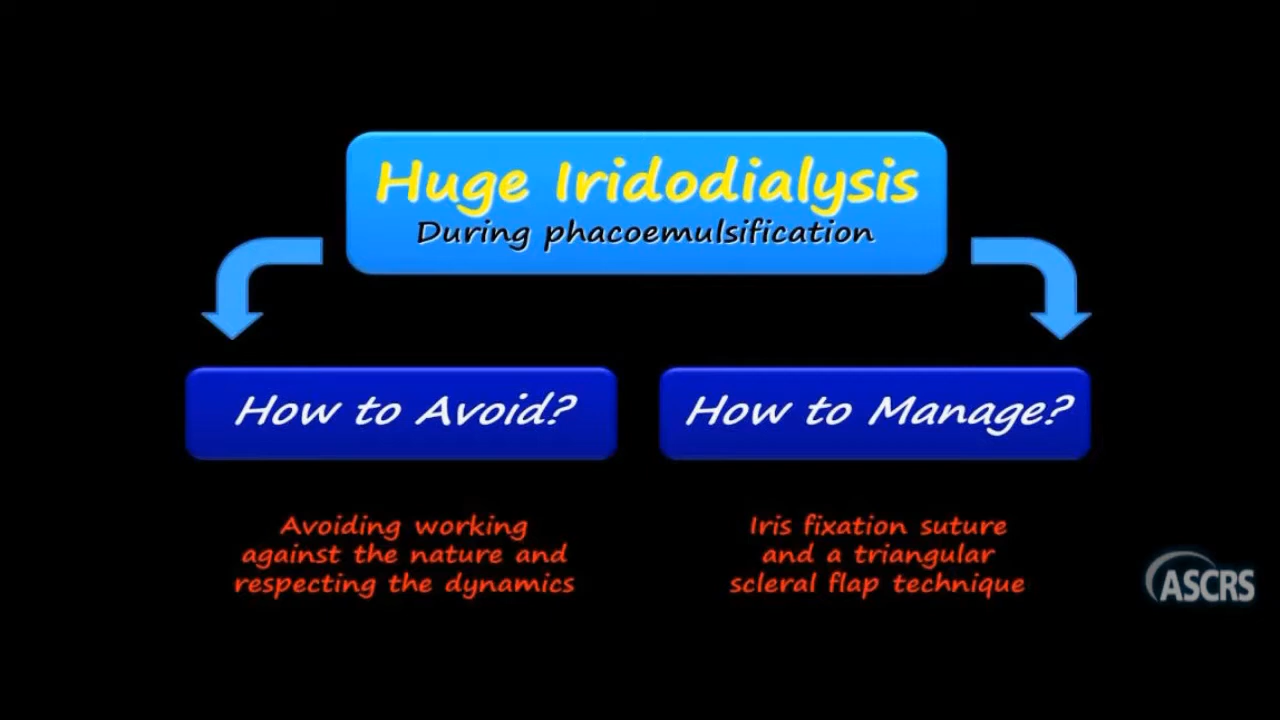 Huge Iridodialysis
During phacoemulsification
How to Avoid?
How to Manage?
Avoiding working
against the nature and
respecting the dynamics
Iris fixation suture
and a triangular
scleral flap technique
ASCRS